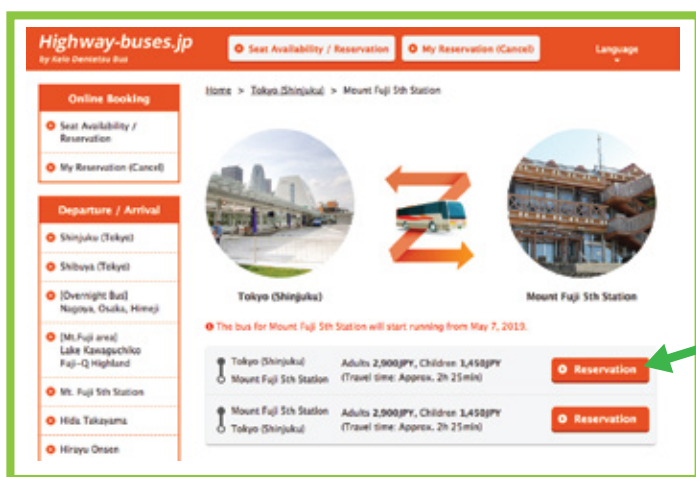 Highway-buses.jp
by Keio Dentetsu Bus
Seat Availability / Reservation
My Reservation (Cancel)
Language
Online Booking
Seat Availability /
Reservation
My Reservation (Cancel)
Departure / Arrival
Shinjuku (Tokyo)
Shibuya (Tokyo)
[Overnight Bus]
Nagoya, Osaka, Himeji
[Mt.Fuji area]
Lake Kawaguchiko
Fuji-Q Highland
Mt. Fuji 5th Station
Hida Takayama
Hirayu Onsen
Home > Tokyo (Shinjuku) > Mount Fuji 5th Station
Tokyo (Shinjuku)
Mount Fuji 5th Station
The bus for Mount Fuji 5th Station will start running from May 7, 2019.
Tokyo (Shinjuku)
Mount Fuji 5th Station
Adults 2,900JPY, Children 1,450JPY
(Travel time: Approx. 2h 25min)
Reservation
Mount Fuji 5th Station
Tokyo (Shinjuku)
Adults 2,900JPY, Children 1,450JPY
(Travel time: Approx. 2h 25min)
Reservation